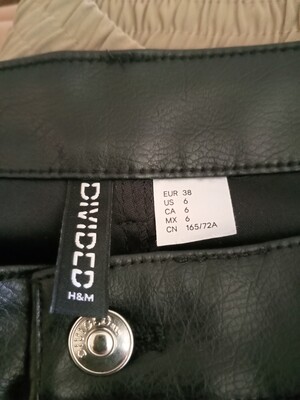 DIVIDED
H&M
EUR 38
US 6
CA 6
MX 6
CN 165/72A